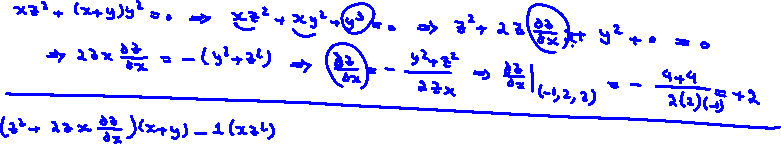 xz² + (x+y)y² = 0 ⇒ xz² + xy² + y³ = 0 ⇒ z² + 2z ∂z/∂x x + y² + 0 = 0
⇒ 2zx ∂z/∂x = -(y²+z²) ⇒ ∂z/∂x = - (y²+z²)/(2zx) ⇒ ∂z/∂x |(-1,2,2) = - (4+4)/(2(2)(-1)) = +2
(z² + 2zx ∂z/∂x)(x+y) - 1(xz²)